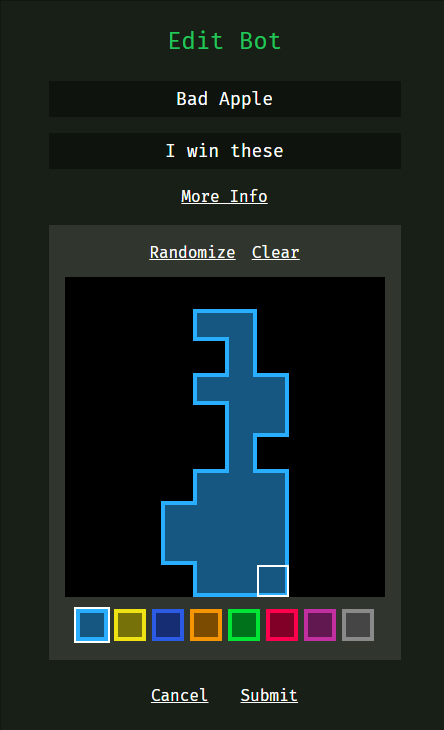 Edit Bot
Bad Apple
I win these
More Info
Randomize Clear
Cancel Submit